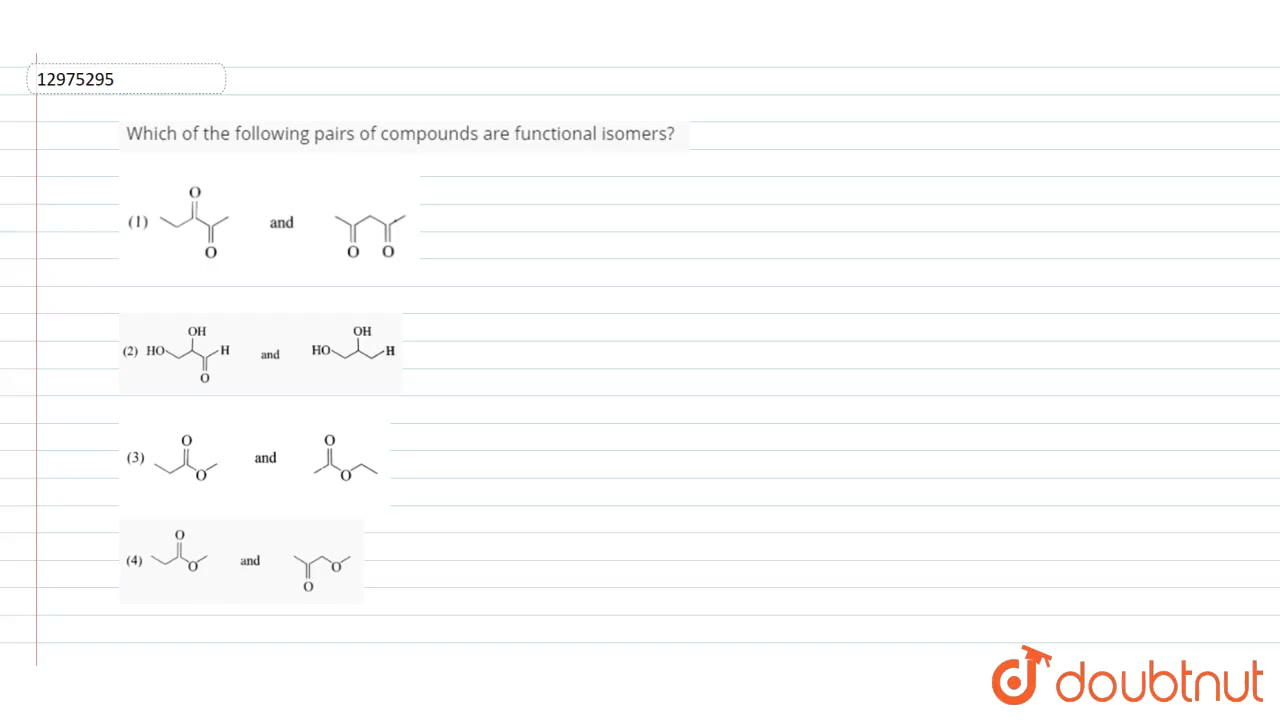 12975295
Which of the following pairs of compounds are functional isomers?
O
(1) and
O O O
OH OH
(2) HO H and HO H
O
O O
(3) and
O O
O
(4) and
O O
O
doubtnut